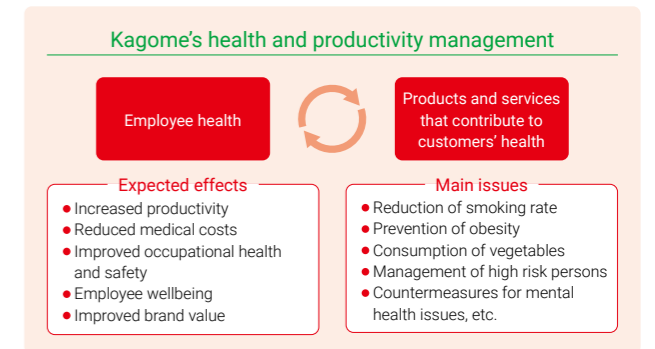 Kagome’s health and productivity management
Employee health
Products and services
that contribute to
customers’ health
Expected effects
● Increased productivity
● Reduced medical costs
● Improved occupational health
and safety
● Employee wellbeing
● Improved brand value
Main issues
● Reduction of smoking rate
● Prevention of obesity
● Consumption of vegetables
● Management of high risk persons
● Countermeasures for mental
health issues, etc.